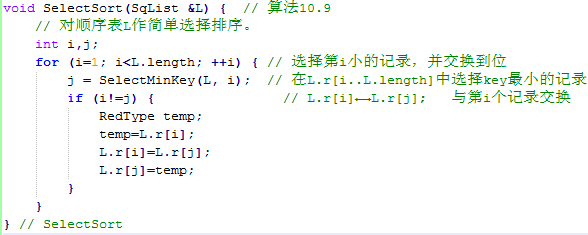 void SelectSort(SqList &L) {  // 算法10.9
// 对顺序表L作简单选择排序。
int i,j;
for (i=1; i<L.length; ++i) { // 选择第i小的记录，并交换到位
j = SelectMinKey(L, i);  // 在L.r[i..L.length]中选择key最小的记录
if (i!=j) {                // L.r[i]←→L.r[j];   与第i个记录交换
RedType temp;
temp=L.r[i];
L.r[i]=L.r[j];
L.r[j]=temp;
}
}
} // SelectSort